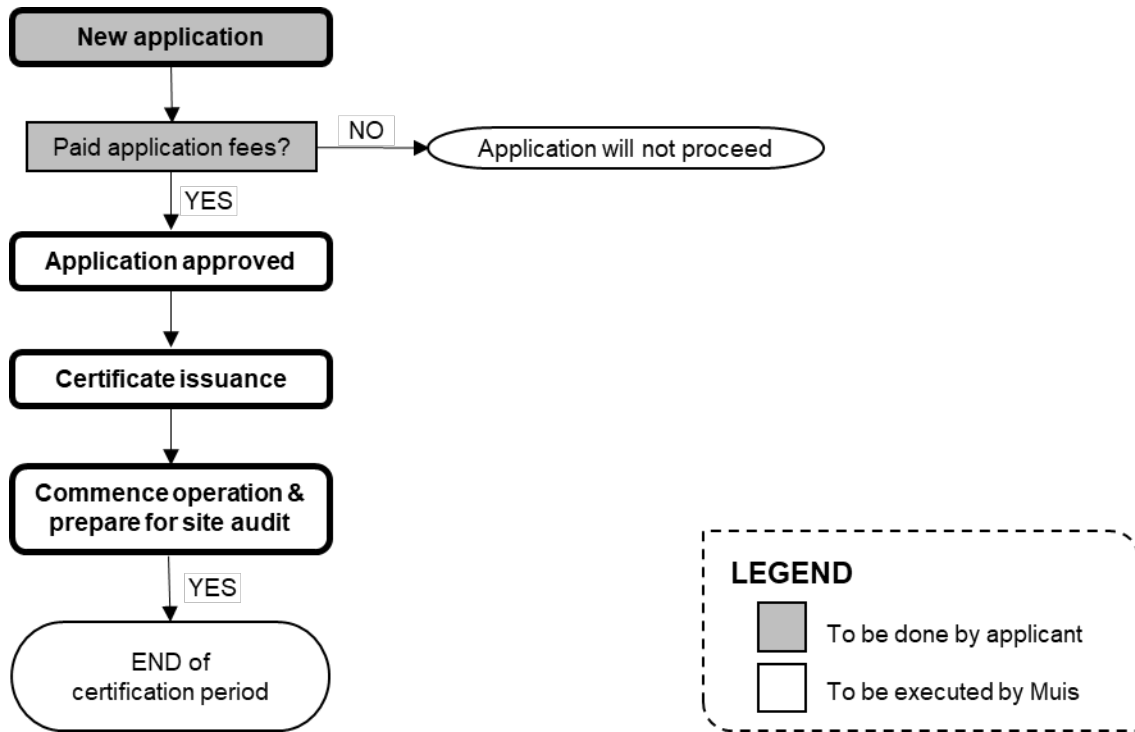 New application
Paid application fees?
NO
Application will not proceed
YES
Application approved
Certificate issuance
Commence operation &
prepare for site audit
YES
END of
certification period
LEGEND
To be done by applicant
To be executed by Muis